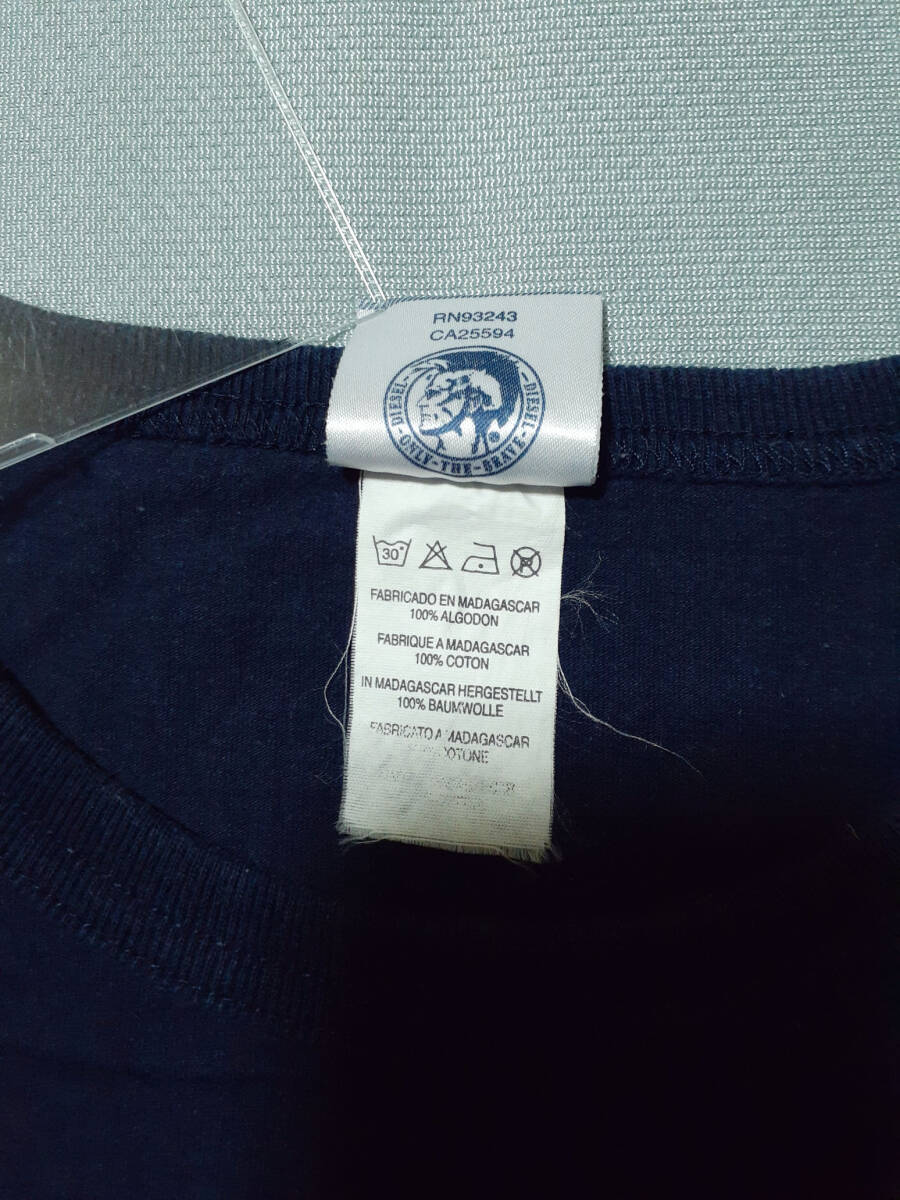 RN93243
CA25594
DIESEL DIESEL
-ONLY-THE-BRAVE-
30°
FABRICADO EN MADAGASCAR
100% ALGODON
FABRIQUE A MADAGASCAR
100% COTON
IN MADAGASCAR HERGESTELLT
100% BAUMWOLLE
FABRICATO A MADAGASCAR
COTONE